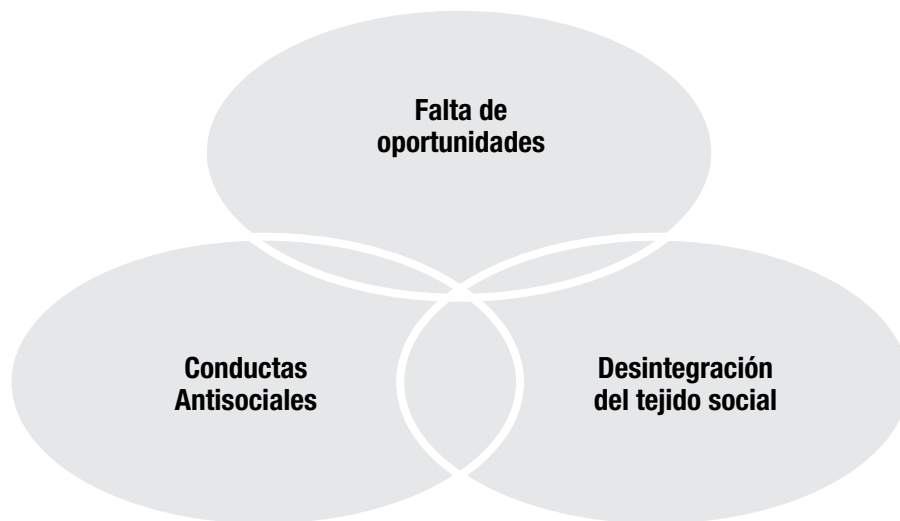 Falta de
oportunidades
Conductas
Antisociales
Desintegración
del tejido social